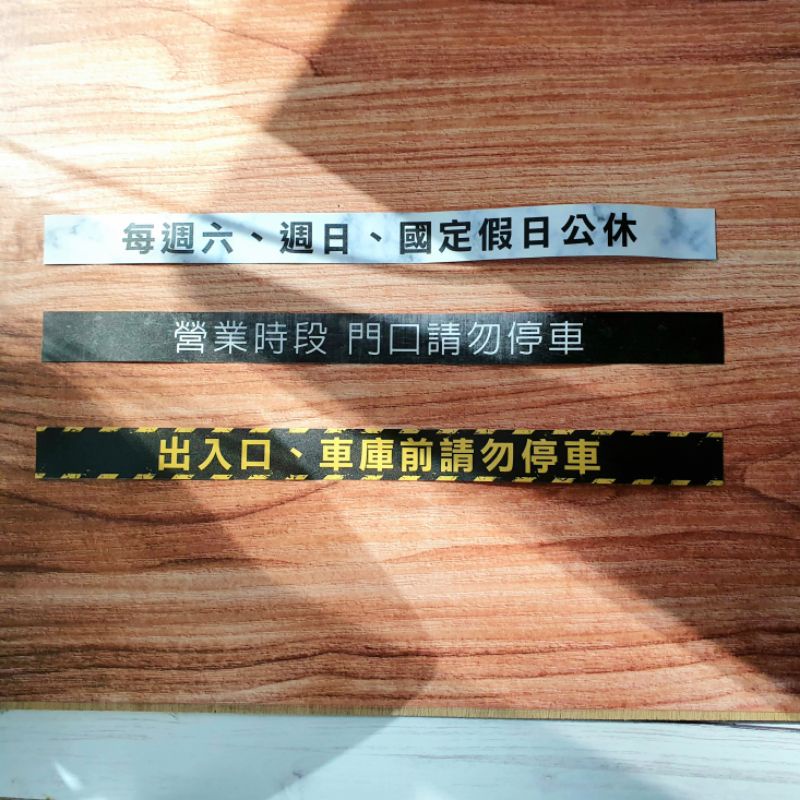 每週六、週日、國定假日公休
營業時段 門口請勿停車
出入口、車庫前請勿停車